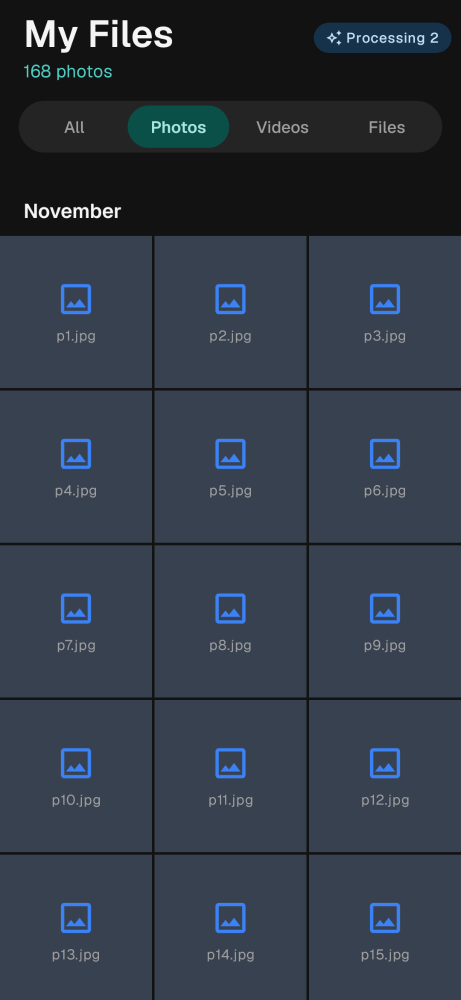 My Files
Processing 2
168 photos
All Photos Videos Files
November
p1.jpg p2.jpg p3.jpg
p4.jpg p5.jpg p6.jpg
p7.jpg p8.jpg p9.jpg
p10.jpg p11.jpg p12.jpg
p13.jpg p14.jpg p15.jpg